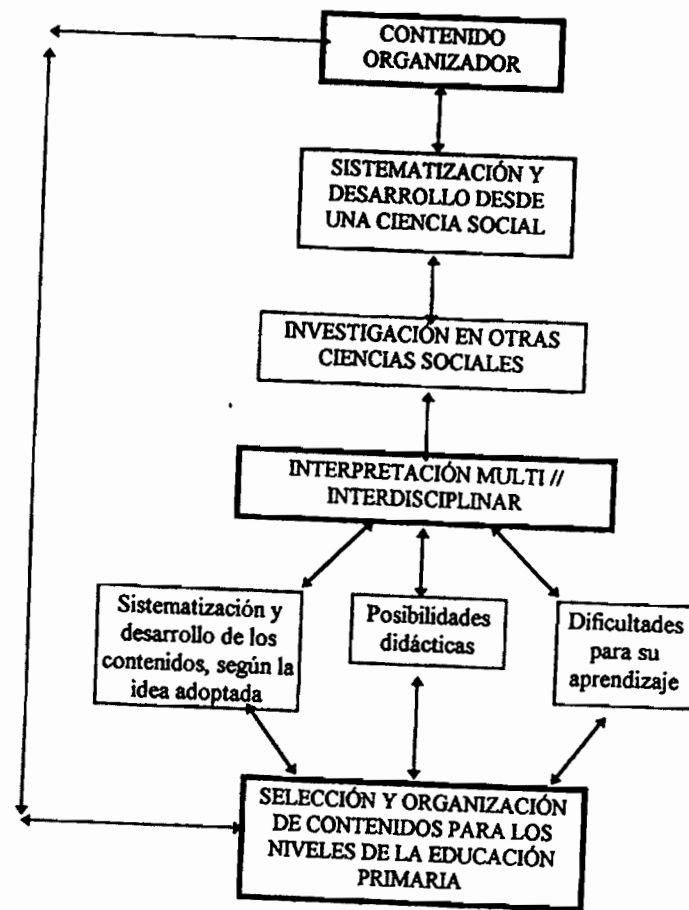 CONTENIDO
ORGANIZADOR
SISTEMATIZACIÓN Y
DESARROLLO DESDE
UNA CIENCIA SOCIAL
INVESTIGACIÓN EN OTRAS
CIENCIAS SOCIALES
INTERPRETACIÓN MULTI //
INTERDISCIPLINAR
Sistematización y
desarrollo de los
contenidos, según la
idea adoptada
Posibilidades
didácticas
Dificultades
para su
aprendizaje
SELECCIÓN Y ORGANIZACIÓN
DE CONTENIDOS PARA LOS
NIVELES DE LA EDUCACIÓN
PRIMARIA